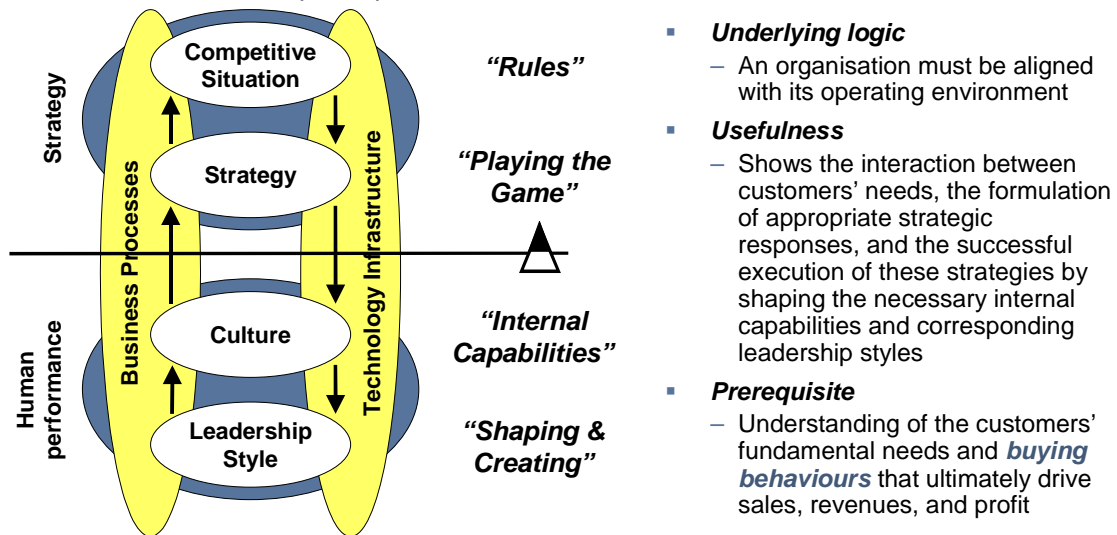 Competitive
Situation
Strategy
Culture
Leadership
Style
Strategy
Human
performance
Business Processes
Technology Infrastructure
“Rules”
“Playing the
Game”
“Internal
Capabilities”
“Shaping &
Creating”
▪ Underlying logic
– An organisation must be aligned
with its operating environment
▪ Usefulness
– Shows the interaction between
customers’ needs, the formulation
of appropriate strategic
responses, and the successful
execution of these strategies by
shaping the necessary internal
capabilities and corresponding
leadership styles
▪ Prerequisite
– Understanding of the customers’
fundamental needs and buying
behaviours that ultimately drive
sales, revenues, and profit